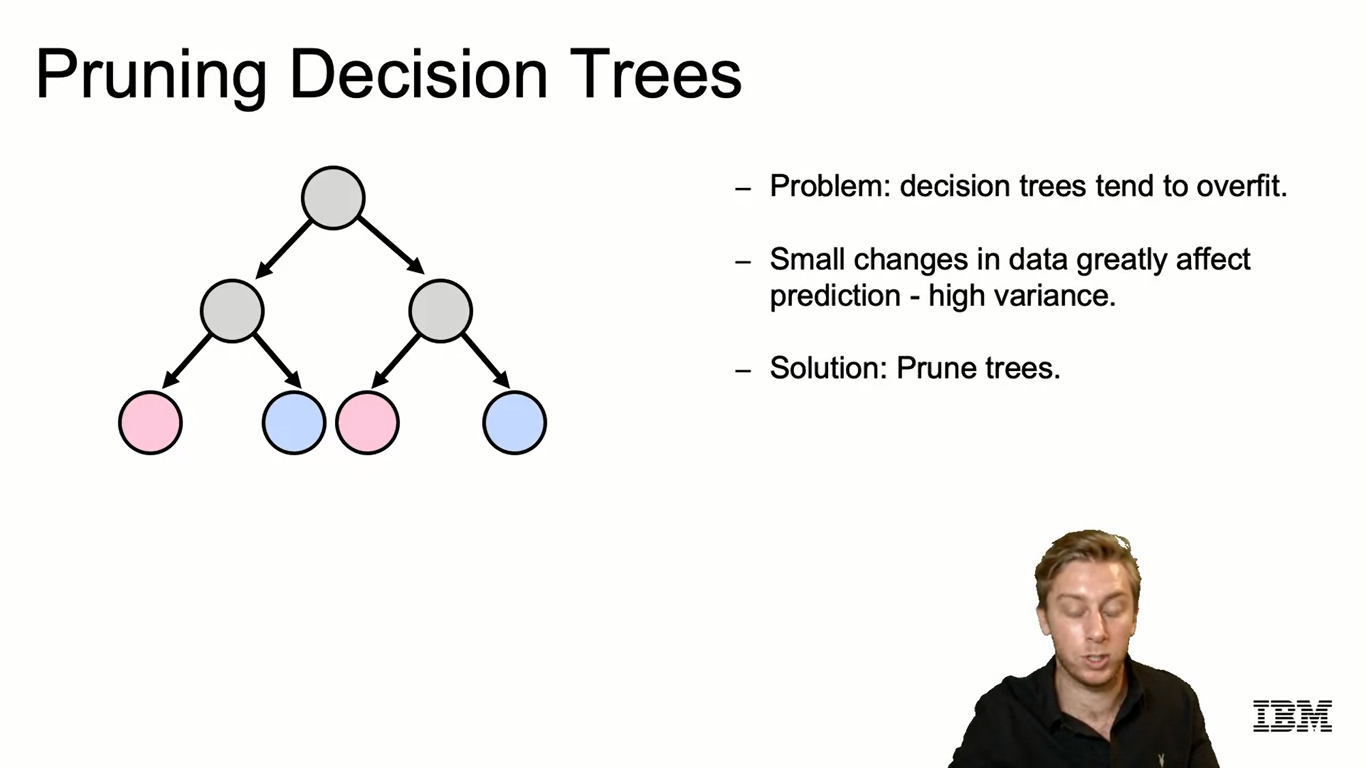 Pruning Decision Trees
– Problem: decision trees tend to overfit.
– Small changes in data greatly affect
prediction - high variance.
– Solution: Prune trees.
IBM